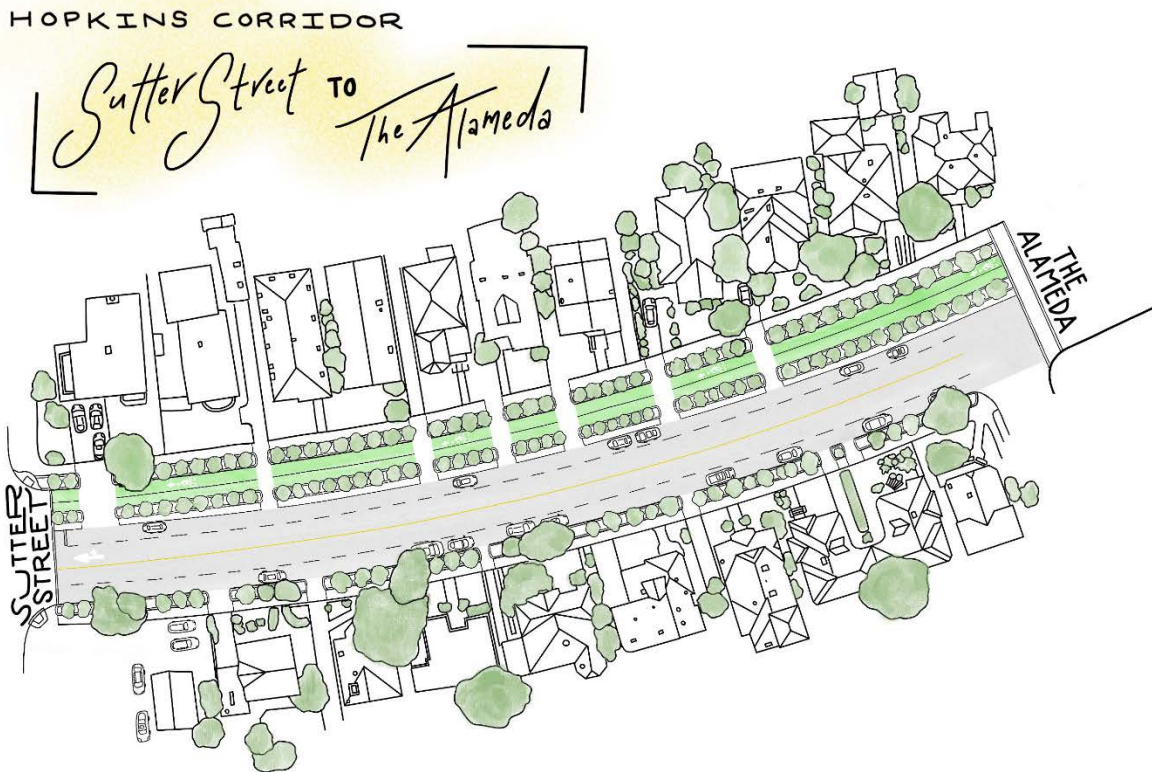 HOPKINS CORRIDOR
Sutter Street TO
The Alameda
THE
ALAMEDA
SUTTER
STREET